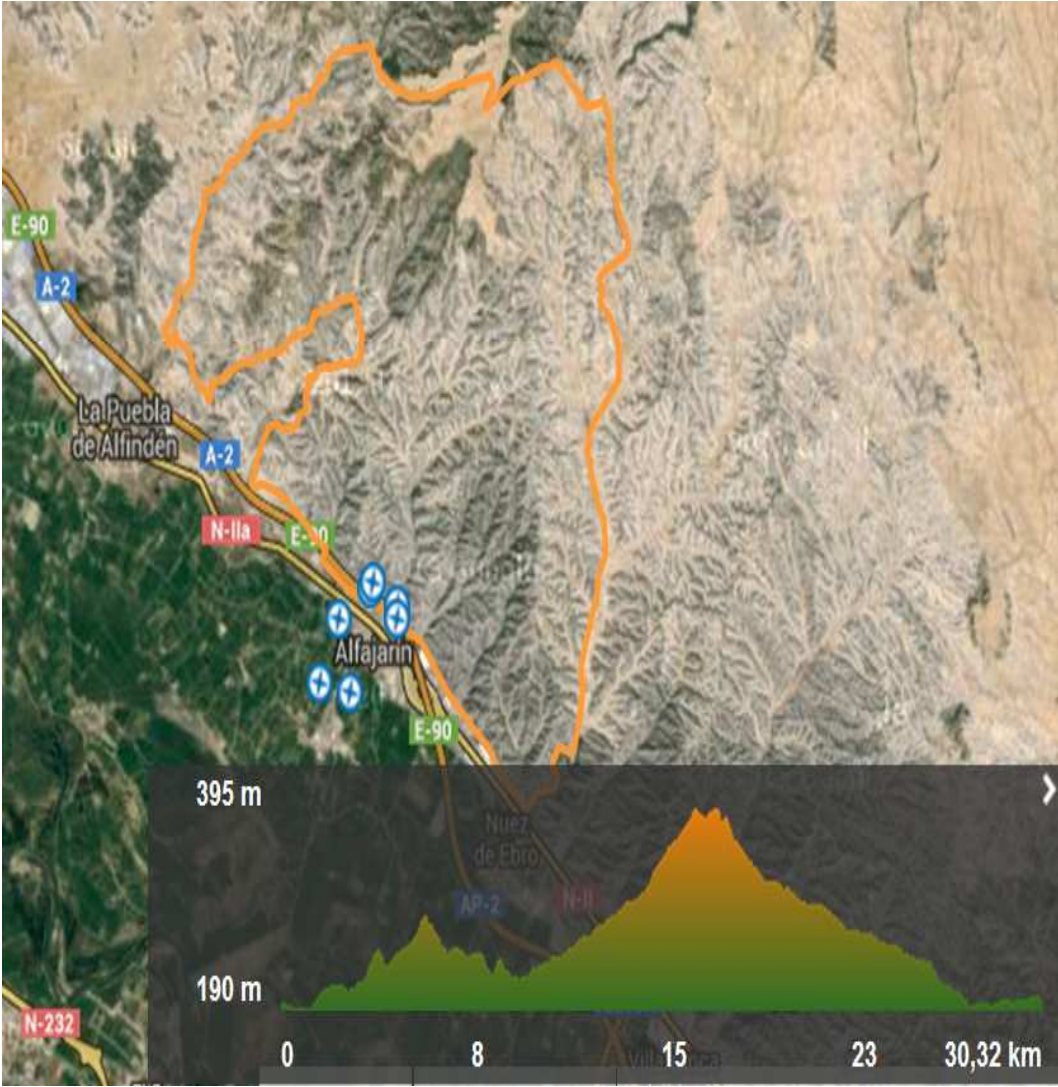 E-90
A-2
La Puebla
de Alfindén
A-2
N-IIa
E-90
Alfajarín
E-90
395 m
Nuez
de Ebro
AP-2
N-II
190 m
N-232
0 8 15 23 30,32 km